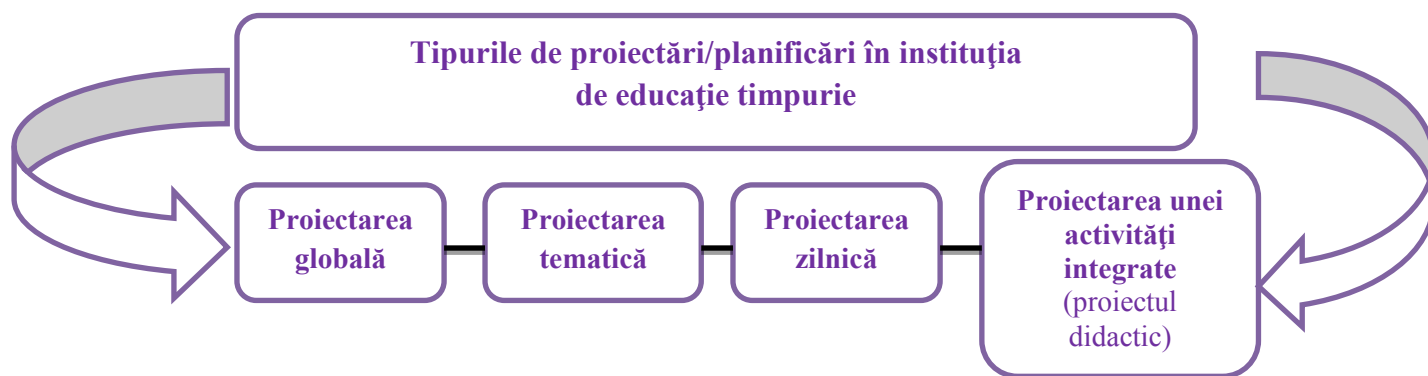 Tipurile de proiectări/planificări în instituţia
de educaţie timpurie
Proiectarea
globală
Proiectarea
tematică
Proiectarea
zilnică
Proiectarea unei
activităţi
integrate
(proiectul
didactic)